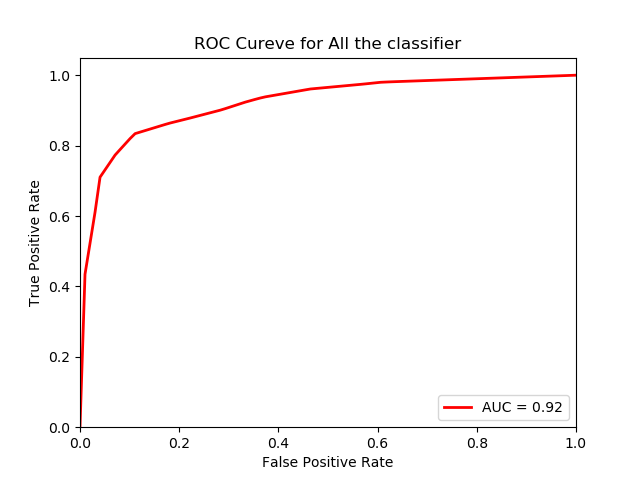 ROC Cureve for All the classifier
True Positive Rate
1.0
0.8
0.6
0.4
0.2
0.0
AUC = 0.92
0.0 0.2 0.4 0.6 0.8 1.0
False Positive Rate